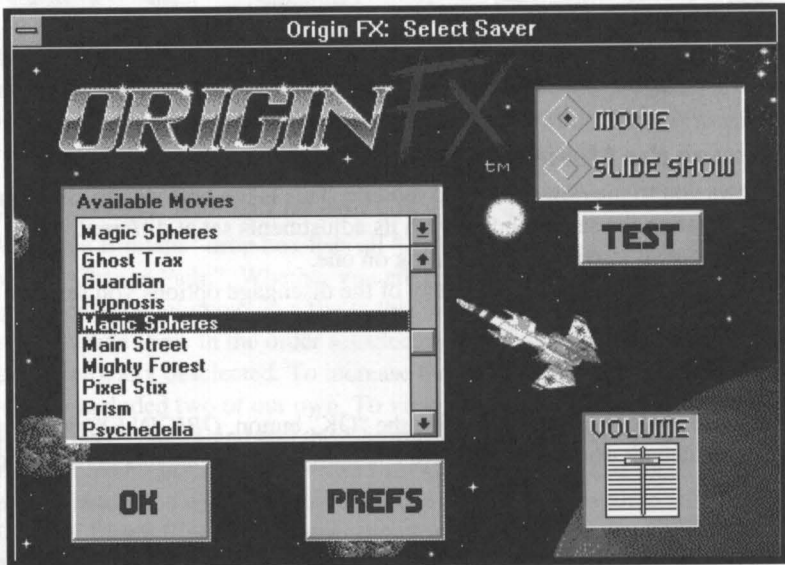 Origin FX: Select Saver
ORIGIN FX
TM
MOVIE
SLIDE SHOW
TEST
Available Movies
Magic Spheres
Ghost Trax
Guardian
Hypnosis
Magic Spheres
Main Street
Mighty Forest
Pixel Stix
Prism
Psychedelia
VOLUME
OK
PREFS